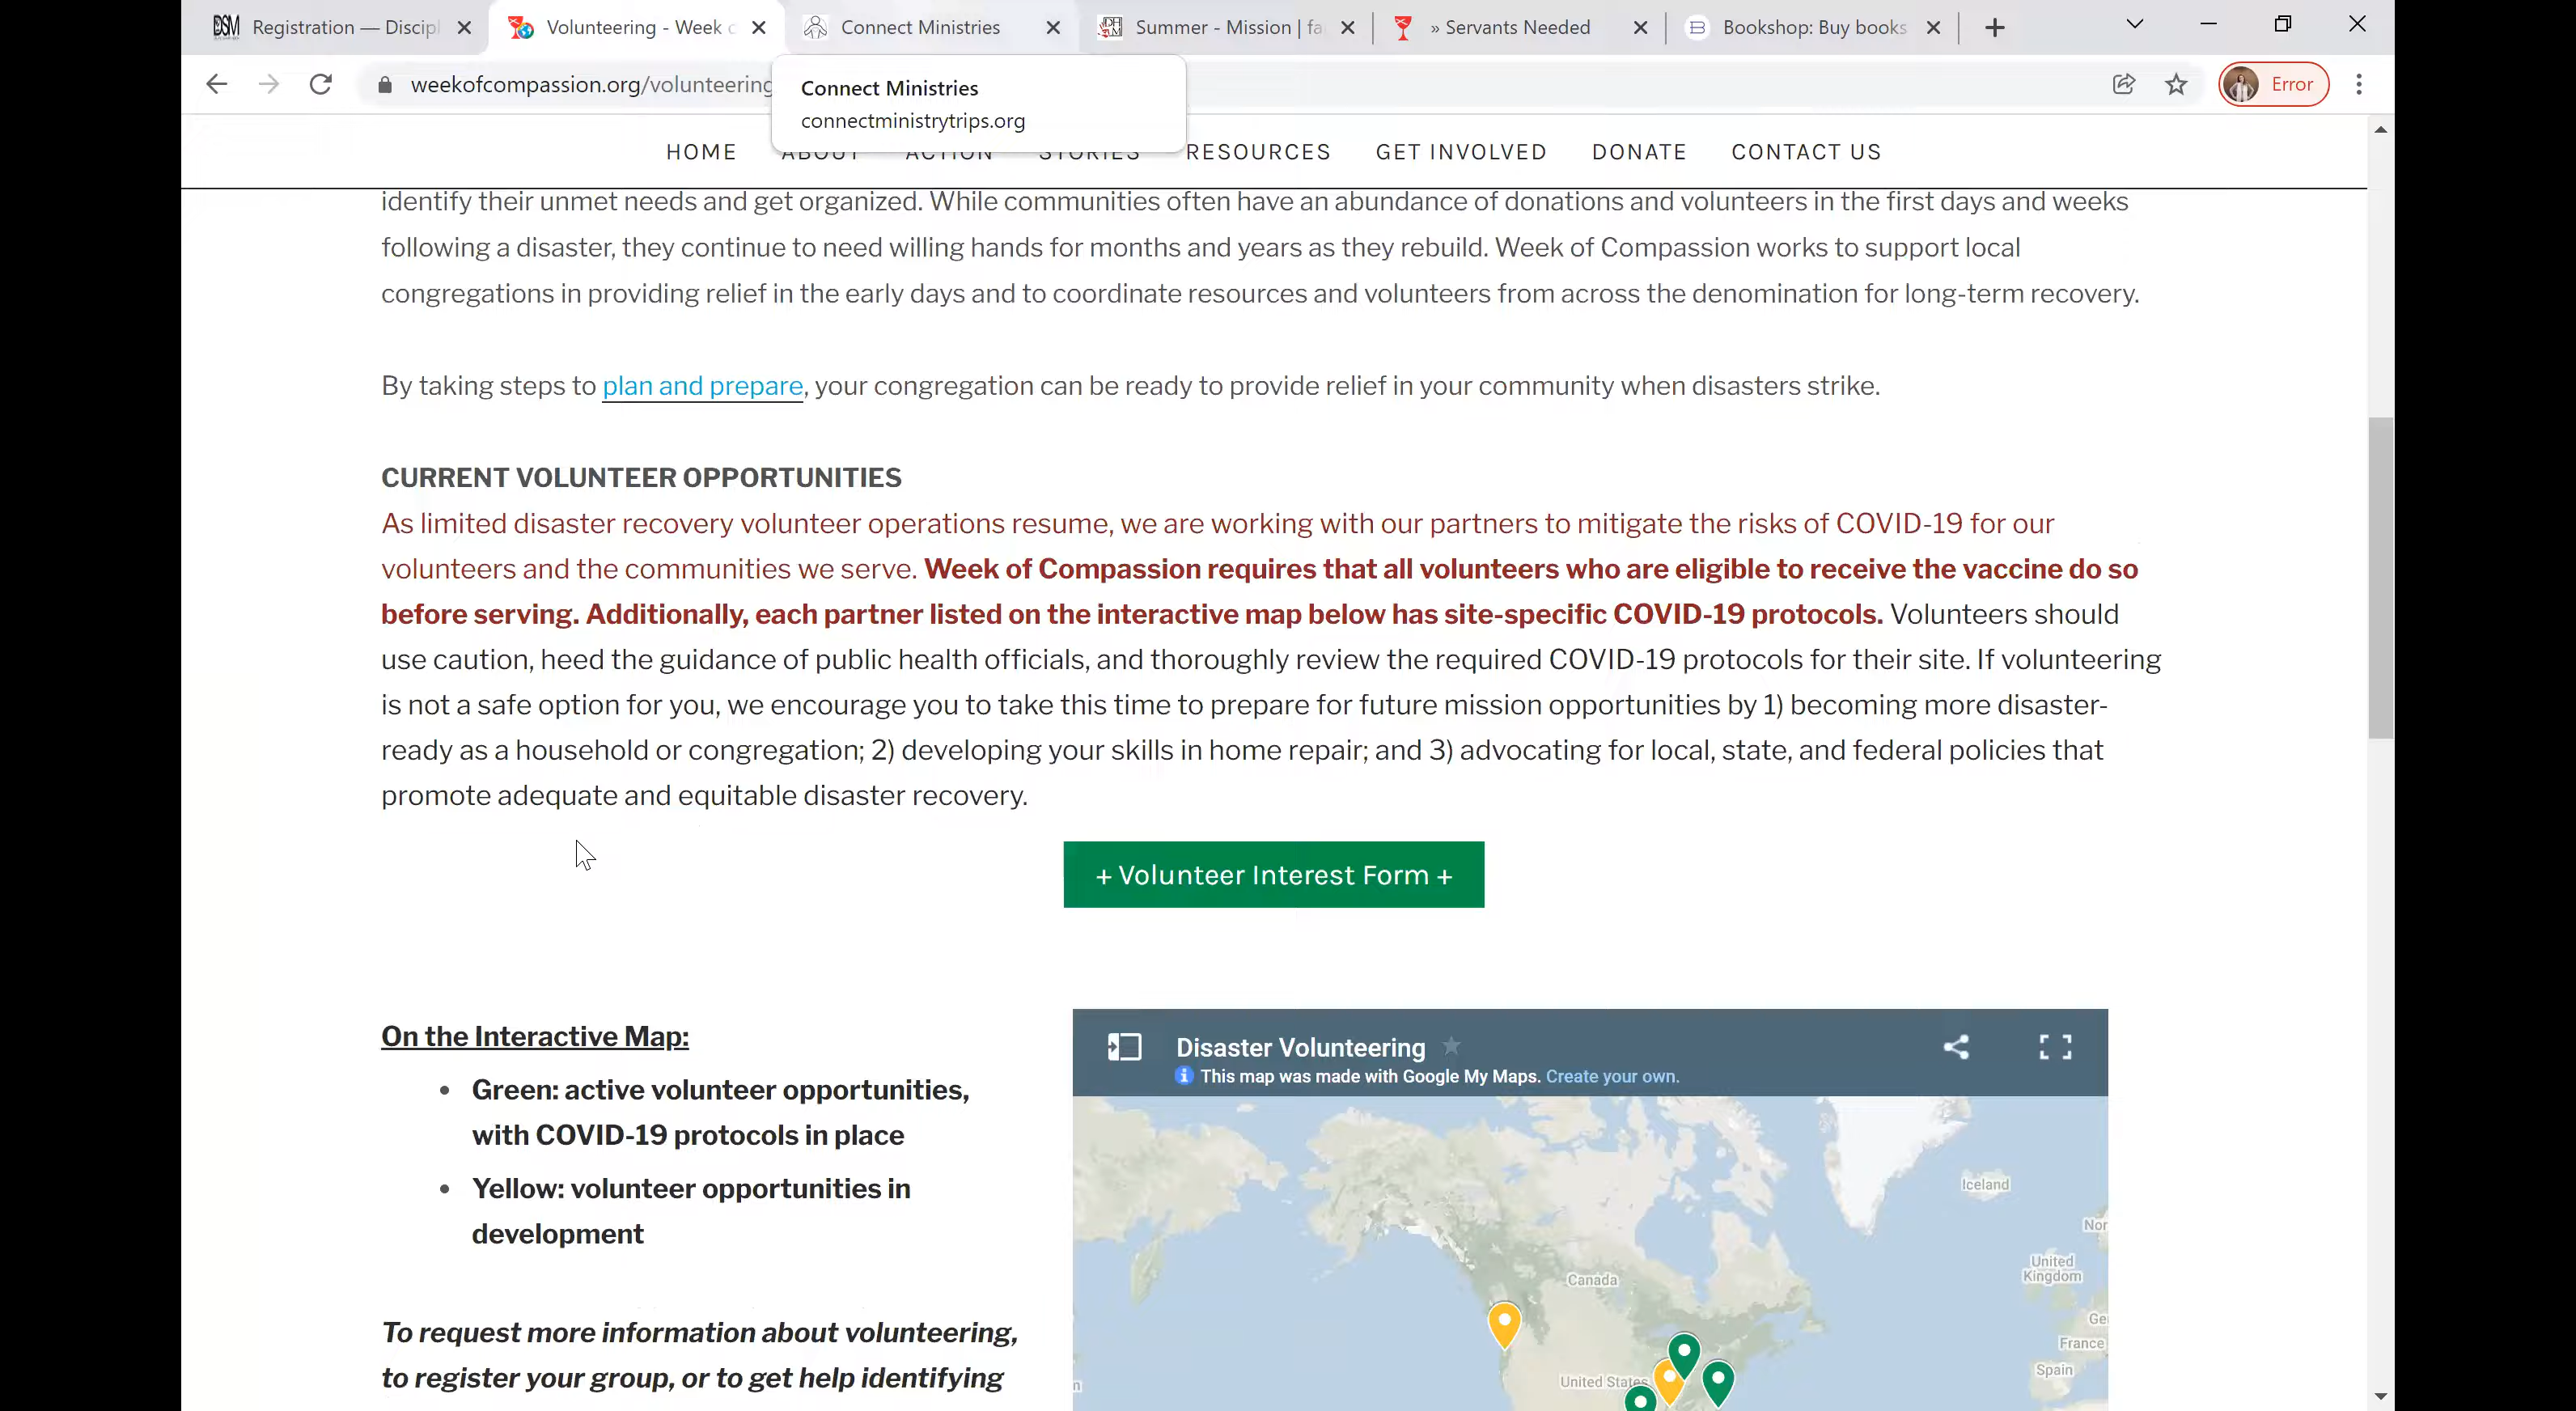 Registration — Discipl
Volunteering - Week
Connect Ministries
Summer - Mission | fa
» Servants Needed
Bookshop: Buy books
weekofcompassion.org/volunteering
Error
Connect Ministries
connectministrytrips.org
HOME ABOUT ACTION STORIES RESOURCES GET INVOLVED DONATE CONTACT US
identify their unmet needs and get organized. While communities often have an abundance of donations and volunteers in the first days and weeks
following a disaster, they continue to need willing hands for months and years as they rebuild. Week of Compassion works to support local
congregations in providing relief in the early days and to coordinate resources and volunteers from across the denomination for long-term recovery.
By taking steps to plan and prepare, your congregation can be ready to provide relief in your community when disasters strike.
CURRENT VOLUNTEER OPPORTUNITIES
As limited disaster recovery volunteer operations resume, we are working with our partners to mitigate the risks of COVID-19 for our
volunteers and the communities we serve. Week of Compassion requires that all volunteers who are eligible to receive the vaccine do so
before serving. Additionally, each partner listed on the interactive map below has site-specific COVID-19 protocols. Volunteers should
use caution, heed the guidance of public health officials, and thoroughly review the required COVID-19 protocols for their site. If volunteering
is not a safe option for you, we encourage you to take this time to prepare for future mission opportunities by 1) becoming more disaster-
ready as a household or congregation; 2) developing your skills in home repair; and 3) advocating for local, state, and federal policies that
promote adequate and equitable disaster recovery.
+ Volunteer Interest Form +
On the Interactive Map:
• Green: active volunteer opportunities,
with COVID-19 protocols in place
• Yellow: volunteer opportunities in
development
To request more information about volunteering,
to register your group, or to get help identifying
Disaster Volunteering
This map was made with Google My Maps. Create your own.
Iceland
Nor
United
Kingdom
Canada
Ge
France
Spain
United States